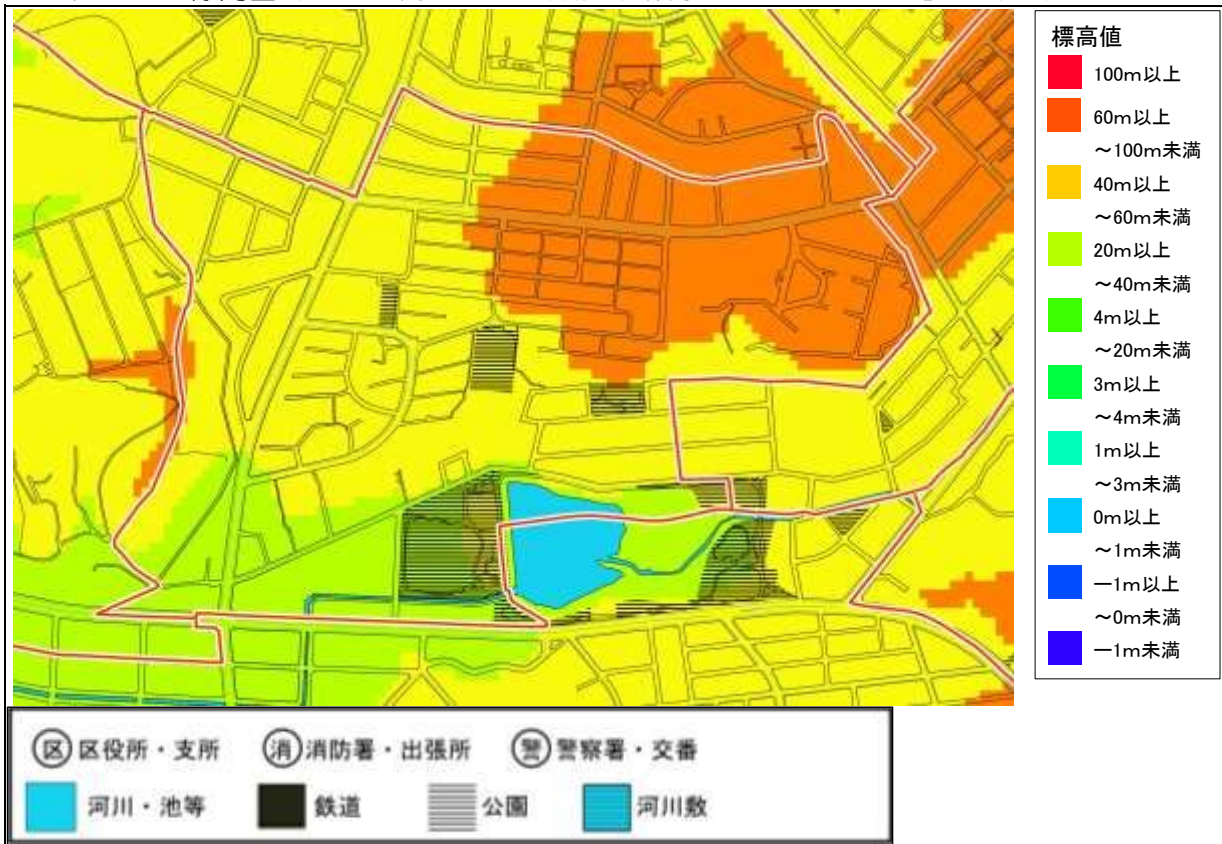 標高値
100m以上
60m以上
～100m未満
40m以上
～60m未満
20m以上
～40m未満
4m以上
～20m未満
3m以上
～4m未満
1m以上
～3m未満
0m以上
～1m未満
ー1m以上
～0m未満
ー1m未満
区 区役所・支所 消 消防署・出張所 警 警察署・交番
河川・池等 鉄道 公園 河川敷